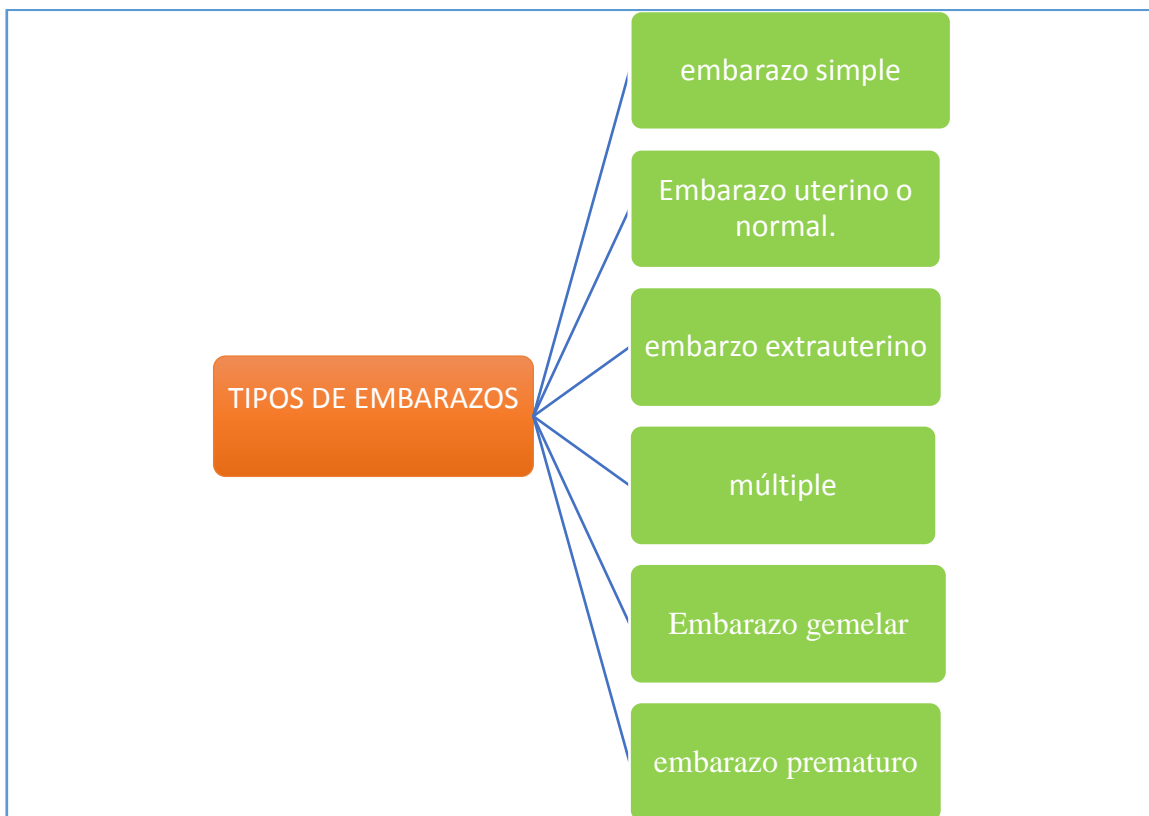 embarazo simple
Embarazo uterino o
normal.
embarzo extrauterino
TIPOS DE EMBARAZOS
múltiple
Embarazo gemelar
embarazo prematuro